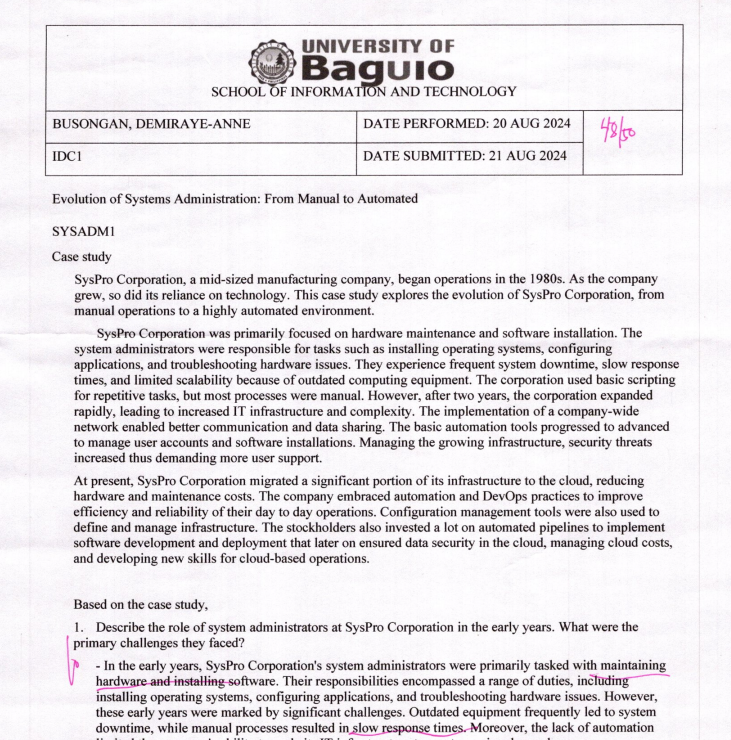 UNIVERSITY OF
Baguio
SCHOOL OF INFORMATION AND TECHNOLOGY
BUSONGAN, DEMIRAYE-ANNE
DATE PERFORMED: 20 AUG 2024
48/50
IDC1
DATE SUBMITTED: 21 AUG 2024
Evolution of Systems Administration: From Manual to Automated
SYSADM1
Case study
SysPro Corporation, a mid-sized manufacturing company, began operations in the 1980s. As the company
grew, so did its reliance on technology. This case study explores the evolution of SysPro Corporation, from
manual operations to a highly automated environment.
SysPro Corporation was primarily focused on hardware maintenance and software installation. The
system administrators were responsible for tasks such as installing operating systems, configuring
applications, and troubleshooting hardware issues. They experience frequent system downtime, slow response
times, and limited scalability because of outdated computing equipment. The corporation used basic scripting
for repetitive tasks, but most processes were manual. However, after two years, the corporation expanded
rapidly, leading to increased IT infrastructure and complexity. The implementation of a company-wide
network enabled better communication and data sharing. The basic automation tools progressed to advanced
to manage user accounts and software installations. Managing the growing infrastructure, security threats
increased thus demanding more user support.
At present, SysPro Corporation migrated a significant portion of its infrastructure to the cloud, reducing
hardware and maintenance costs. The company embraced automation and DevOps practices to improve
efficiency and reliability of their day to day operations. Configuration management tools were also used to
define and manage infrastructure. The stockholders also invested a lot on automated pipelines to implement
software development and deployment that later on ensured data security in the cloud, managing cloud costs,
and developing new skills for cloud-based operations.
Based on the case study,
1. Describe the role of system administrators at SysPro Corporation in the early years. What were the
primary challenges they faced?
- In the early years, SysPro Corporation's system administrators were primarily tasked with maintaining
hardware and installing software. Their responsibilities encompassed a range of duties, including
installing operating systems, configuring applications, and troubleshooting hardware issues. However,
these early years were marked by significant challenges. Outdated equipment frequently led to system
downtime, while manual processes resulted in slow response times. Moreover, the lack of automation